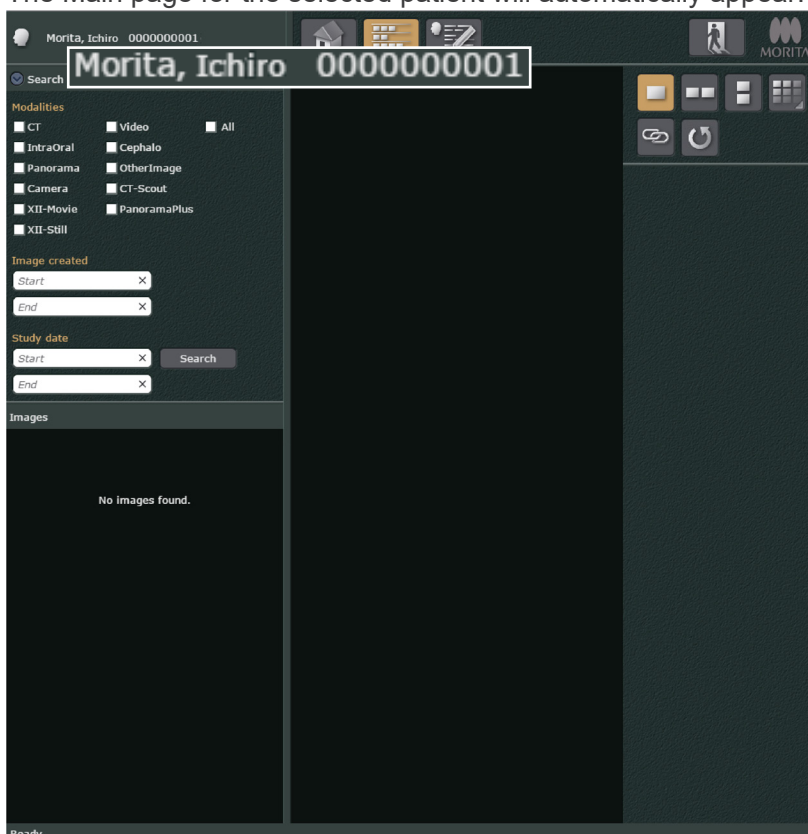 The Main page for the selected patient will automatically appear.
Morita, Ichiro 0000000001
MORITA
Morita, Ichiro 0000000001
Search
Modalities
CT Video All
IntraOral Cephalo
Panorama OtherImage
Camera CT-Scout
XII-Movie PanoramaPlus
XII-Still
Image created
Start ×
End ×
Study date
Start × Search
End ×
Images
No images found.
Ready